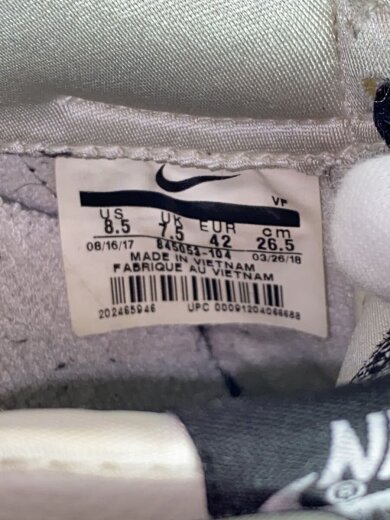 VF
US UK EUR cm
8.5 7.5 42 26.5
08/16/17 845053-104 03/26/18
MADE IN VIETNAM
FABRIQUE AU VIETNAM
202465946 UPC 00091204066688